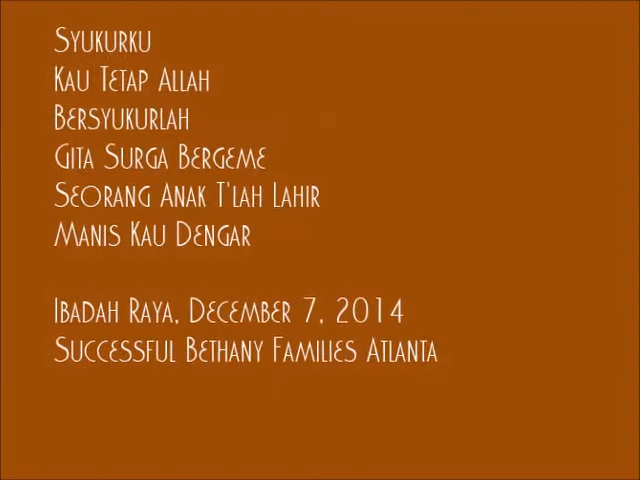 Syukurku
Kau Tetap Allah
Bersyukurlah
Gita Surga Bergeme
Seorang Anak T'lah Lahir
Manis Kau Dengar
Ibadah Raya, December 7, 2014
Successful Bethany Families Atlanta